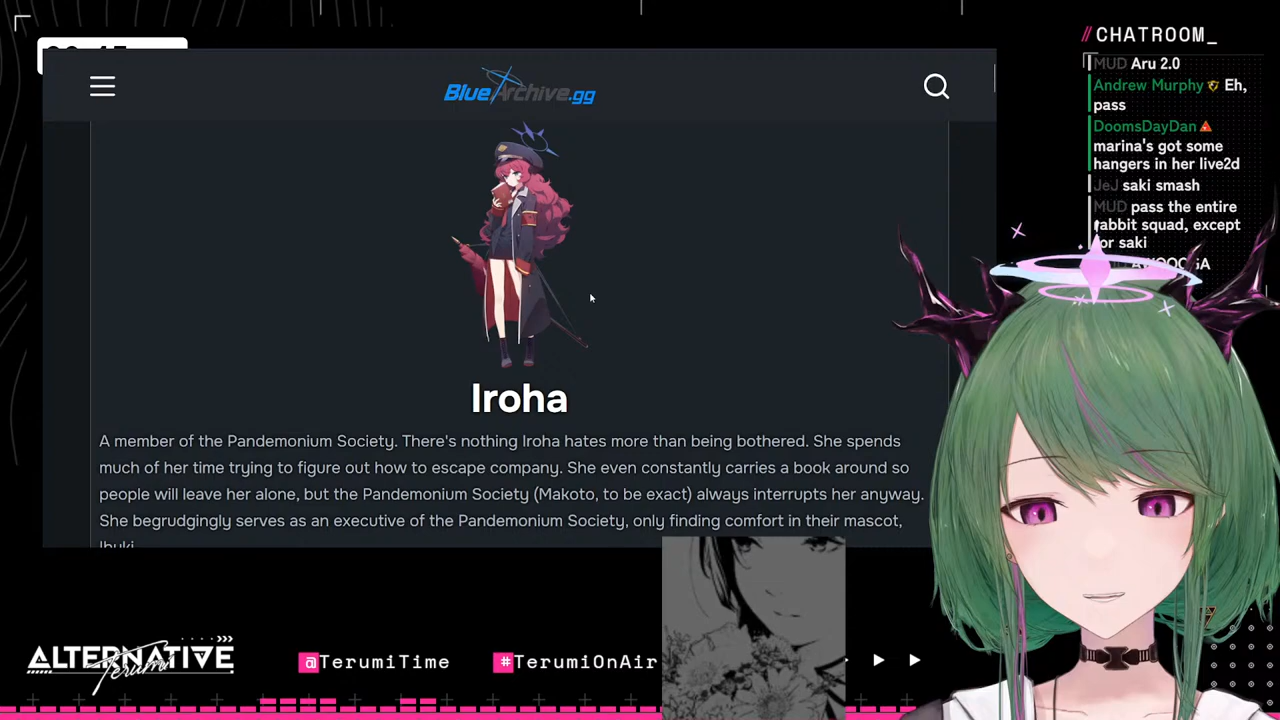 //CHATROOM_
MUD Aru 2.0
Andrew Murphy Eh,
pass
DoomsDayDan
marina's got some
hangers in her live2d
JeJ saki smash
MUD pass the entire
rabbit squad, except
for saki
BlueArchive.gg
Iroha
A member of the Pandemonium Society. There's nothing Iroha hates more than being bothered. She spends
much of her time trying to figure out how to escape company. She even constantly carries a book around so
people will leave her alone, but the Pandemonium Society (Makoto, to be exact) always interrupts her anyway.
She begrudgingly serves as an executive of the Pandemonium Society, only finding comfort in their mascot,
Ibuki.
ALTERNATIVE
Terumi
@TerumiTime
#TerumiOnAir